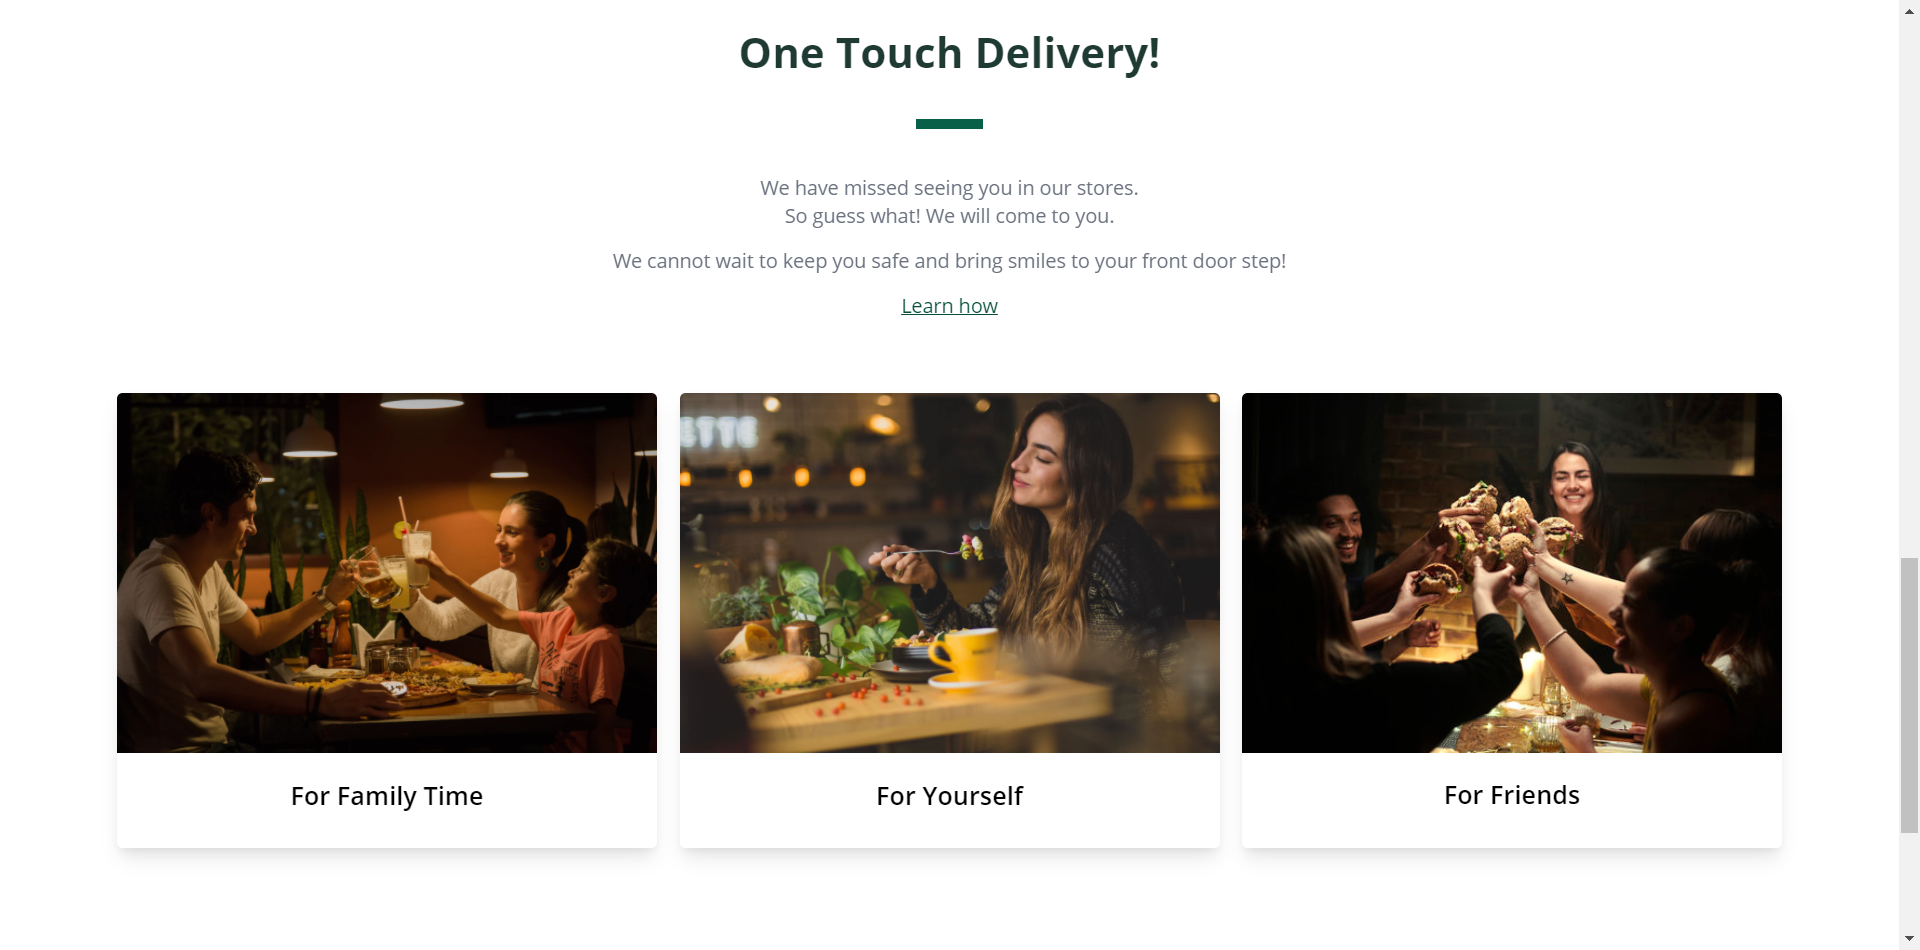 One Touch Delivery!
We have missed seeing you in our stores.
So guess what! We will come to you.
We cannot wait to keep you safe and bring smiles to your front door step!
Learn how
ETTE
For Family Time
For Yourself
For Friends